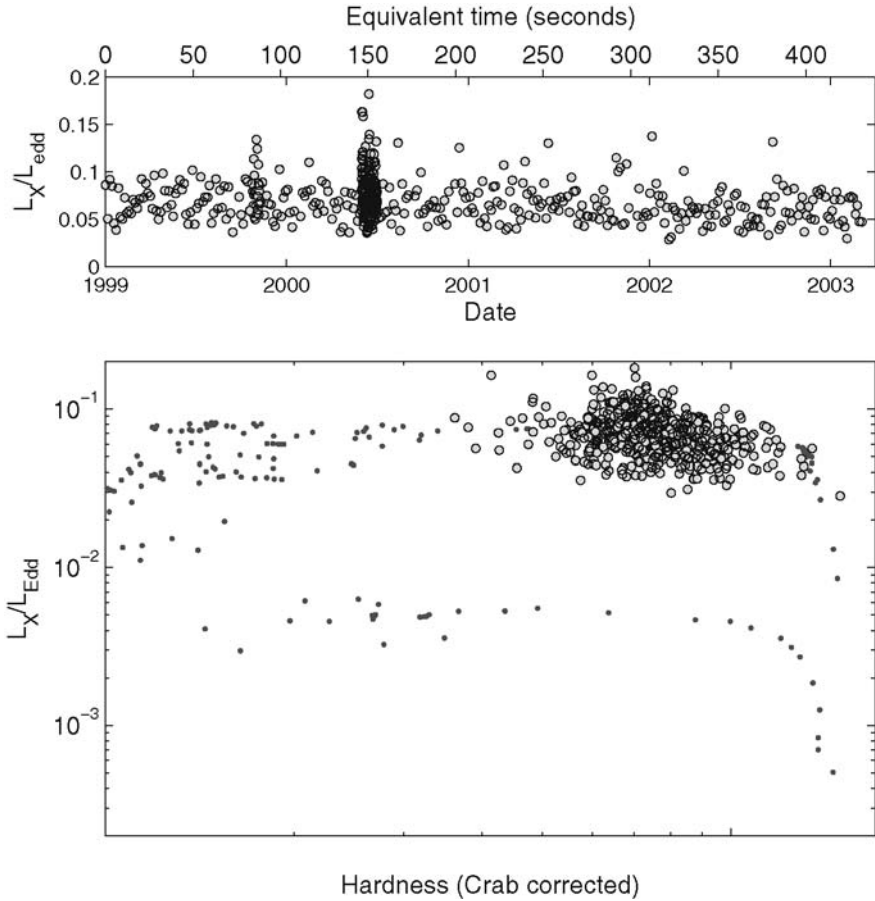 Equivalent time (seconds)
0 50 100 150 200 250 300 350 400
0.2
0.15
0.1
0.05
0
L_X/L_edd
1999 2000 2001 2002 2003
Date
10^-1
10^-2
10^-3
L_X/L_Edd
Hardness (Crab corrected)